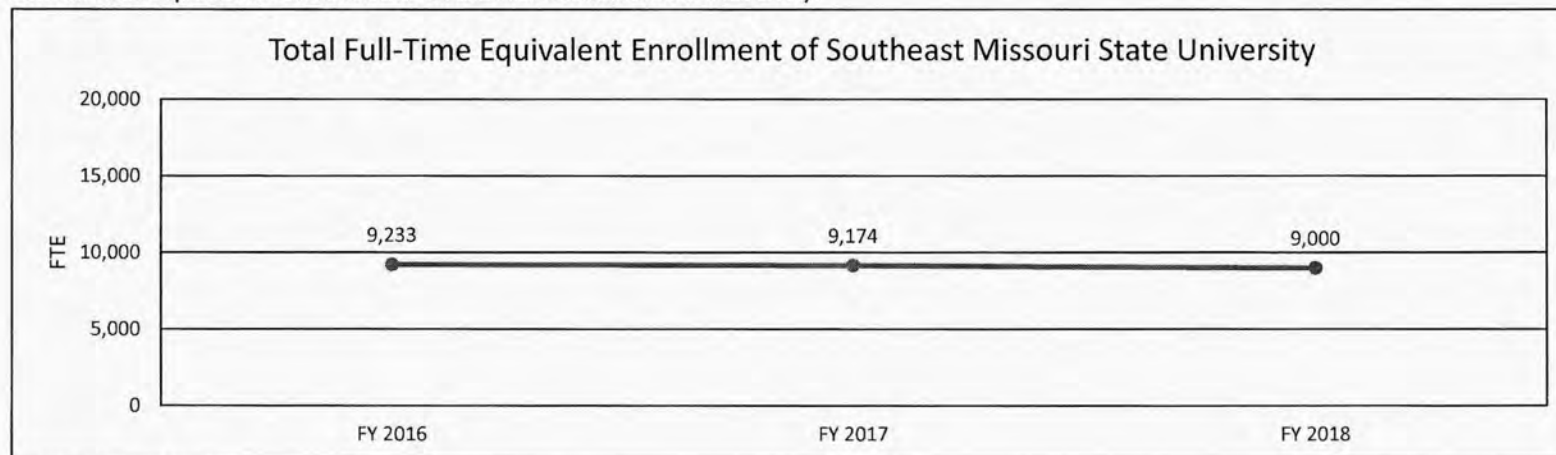 Total Full-Time Equivalent Enrollment of Southeast Missouri State University
20,000
15,000
10,000
5,000
0
FTE
9,233
9,174
9,000
FY 2016
FY 2017
FY 2018